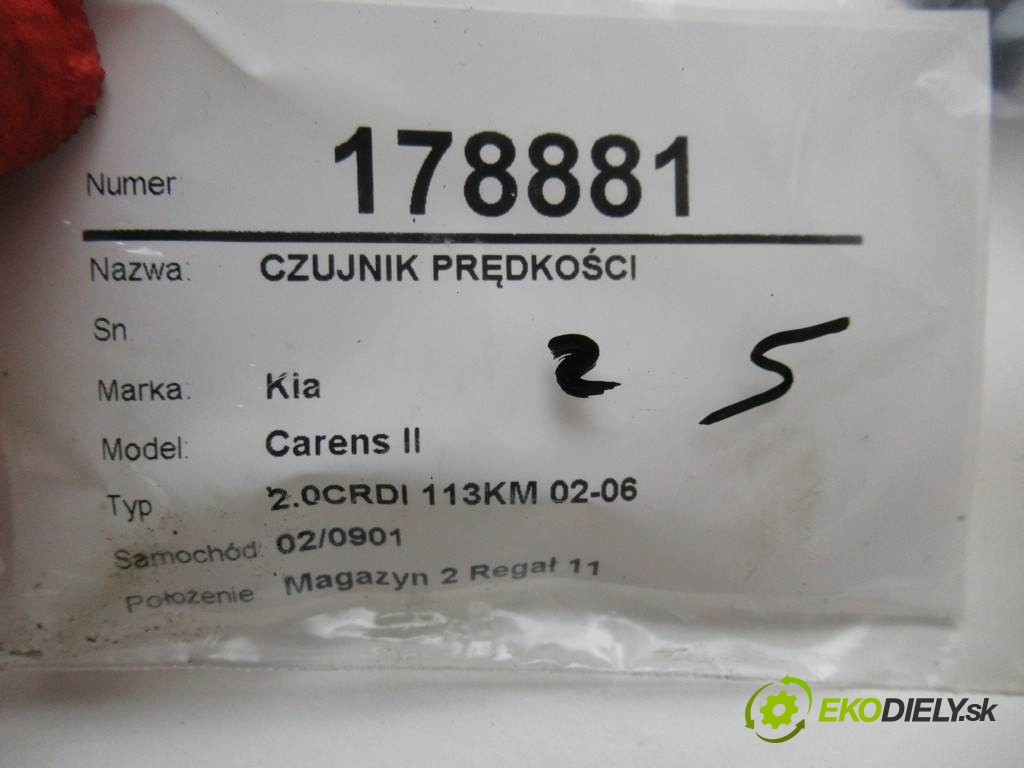 Numer: 178881
Nazwa: CZUJNIK PRĘDKOŚCI
Sn.
2 5
Marka: Kia
Model: Carens II
Typ 2.0CRDI 113KM 02-06
Samochód: 02/0901
Położenie: Magazyn 2 Regał 11
EKODIELY.sk